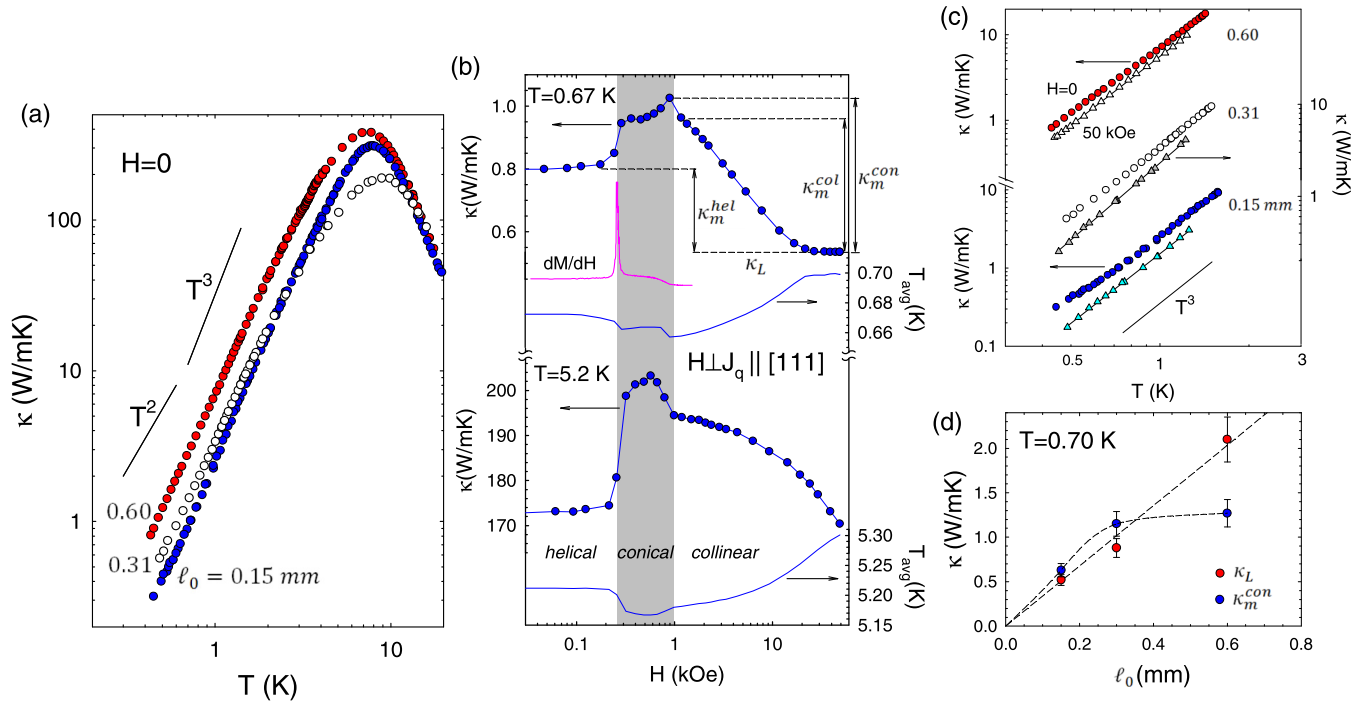 (a)
H=0
κ (W/mK)
100
10
1
T³
T²
0.60
0.31
ℓ₀ = 0.15 mm
1
10
T (K)
(b)
T=0.67 K
κ(W/mK)
1.0
0.8
0.6
κ_m^{hel}
κ_m^{col}
κ_m^{con}
κ_L
dM/dH
0.70
0.68
0.66
T_{avg}(K)
H⊥J_q || [111]
T=5.2 K
κ(W/mK)
200
190
180
170
helical
conical
collinear
5.30
5.25
5.20
5.15
T_{avg}(K)
0.1
1
10
H (kOe)
(c)
κ (W/mK)
10
1
H=0
50 kOe
0.60
0.31
0.15 mm
10
1
κ (W/mK)
κ (W/mK)
10
1
0.1
T³
0.5
1
3
T (K)
(d)
T=0.70 K
κ (W/mK)
2.0
1.5
1.0
0.5
0.0
κ_L
κ_m^{con}
0.0
0.2
0.4
0.6
0.8
ℓ₀(mm)